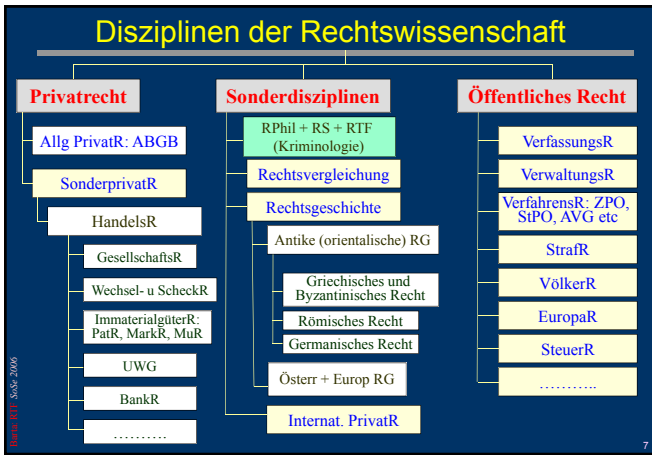 Disziplinen der Rechtswissenschaft
Privatrecht
Allg PrivatR: ABGB
SonderprivatR
HandelsR
GesellschaftsR
Wechsel- u ScheckR
ImmaterialgüterR:
PatR, MarkR, MuR
UWG
BankR
……….
Sonderdisziplinen
RPhil + RS + RTF
(Kriminologie)
Rechtsvergleichung
Rechtsgeschichte
Antike (orientalische) RG
Griechisches und
Byzantinisches Recht
Römisches Recht
Germanisches Recht
Österr + Europ RG
Internat. PrivatR
Öffentliches Recht
VerfassungsR
VerwaltungsR
VerfahrensR: ZPO,
StPO, AVG etc
StrafR
VölkerR
EuropaR
SteuerR
………..
SoSe 2006
7